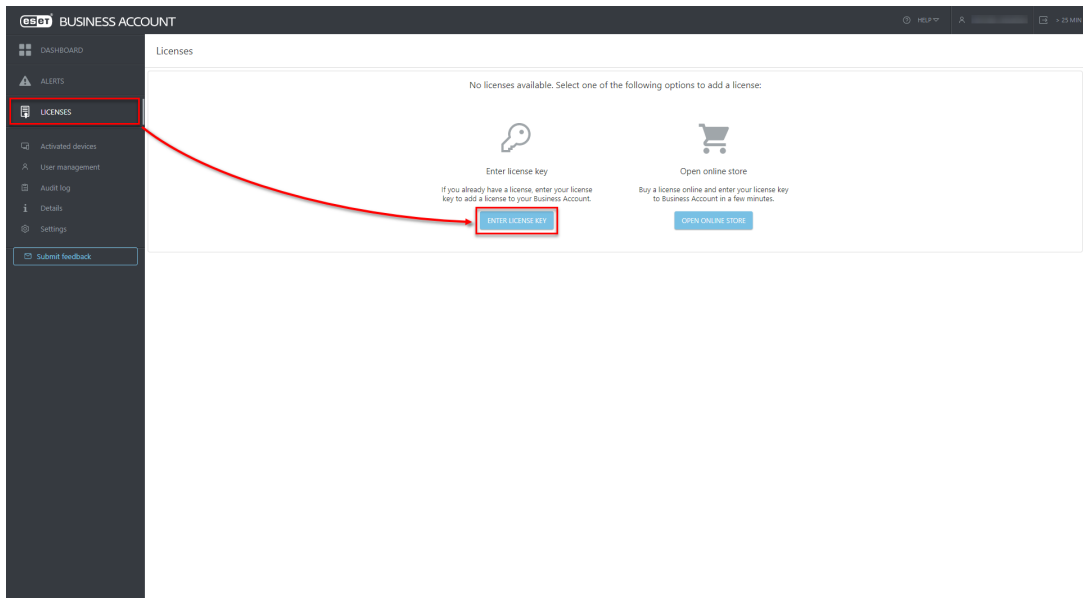 eset BUSINESS ACCOUNT
HELP
> 25 MIN
DASHBOARD
ALERTS
LICENSES
Activated devices
User management
Audit log
Details
Settings
Submit feedback
Licenses
No licenses available. Select one of the following options to add a license:
Enter license key
If you already have a license, enter your license
key to add a license to your Business Account.
ENTER LICENSE KEY
Open online store
Buy a license online and enter your license key
to Business Account in a few minutes.
OPEN ONLINE STORE